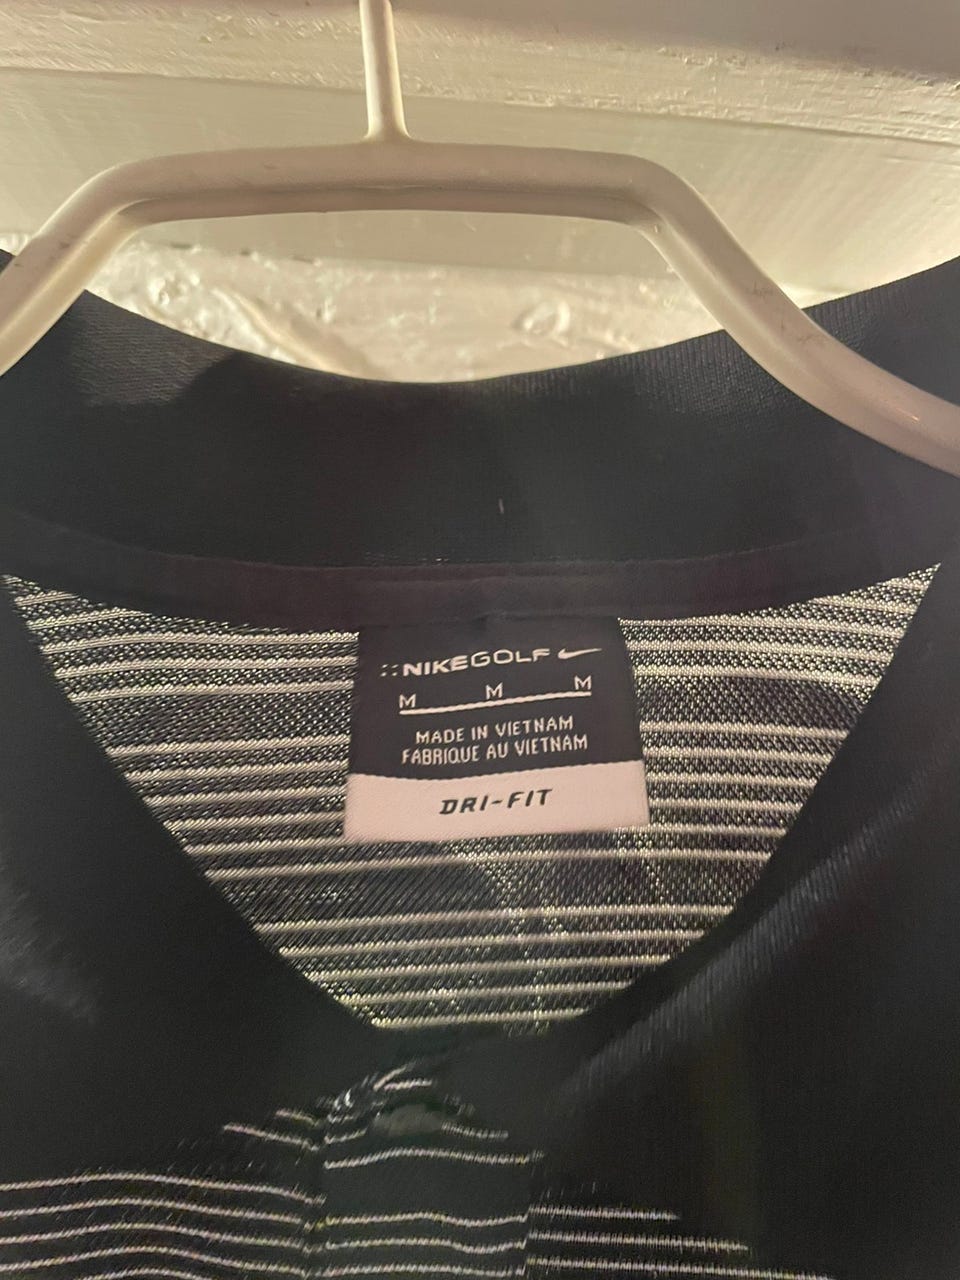 ::NIKEGOLF
M M M
MADE IN VIETNAM
FABRIQUE AU VIETNAM
DRI-FIT